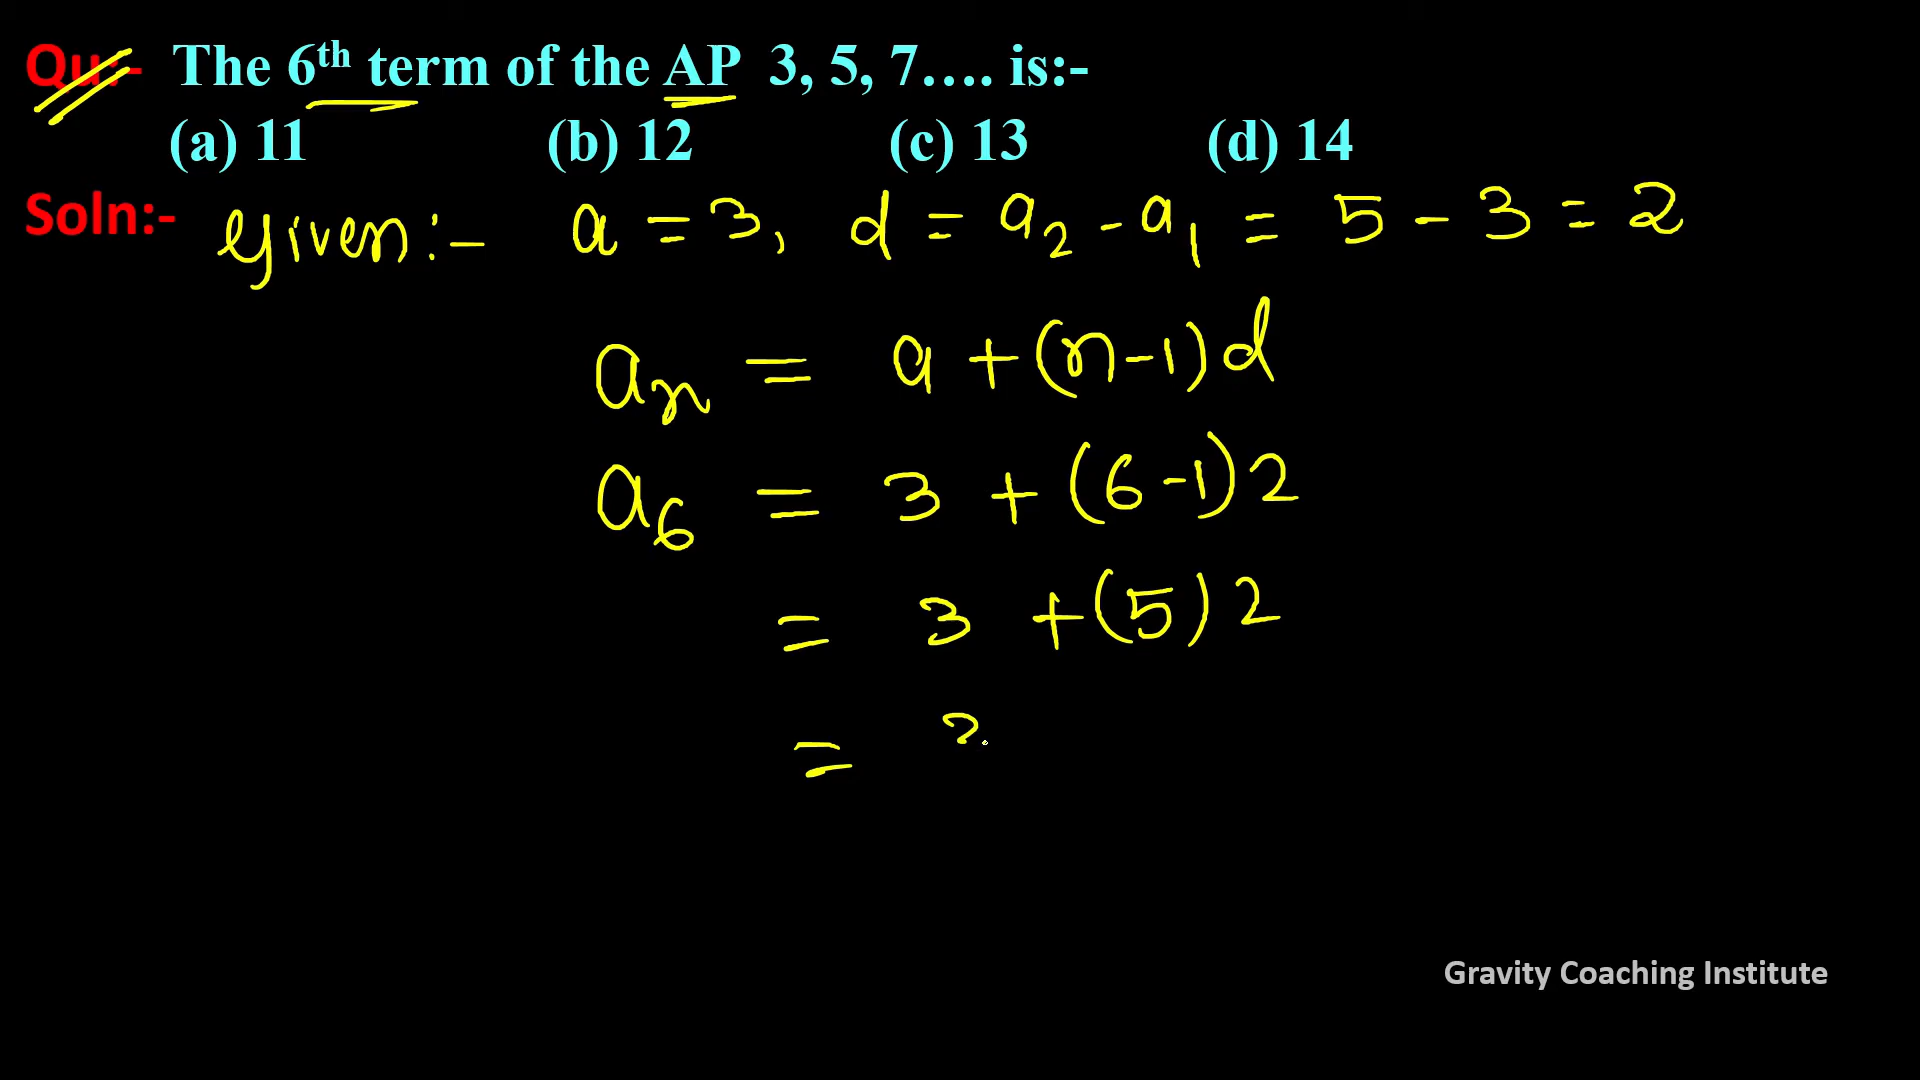 Qu:- The 6th term of the AP 3, 5, 7.... is:-
(a) 11 (b) 12 (c) 13 (d) 14
Soln:- Given:- a = 3, d = a₂ - a₁ = 5 - 3 = 2
aₙ = a + (n-1)d
a₆ = 3 + (6-1)2
= 3 + (5)2
=
Gravity Coaching Institute